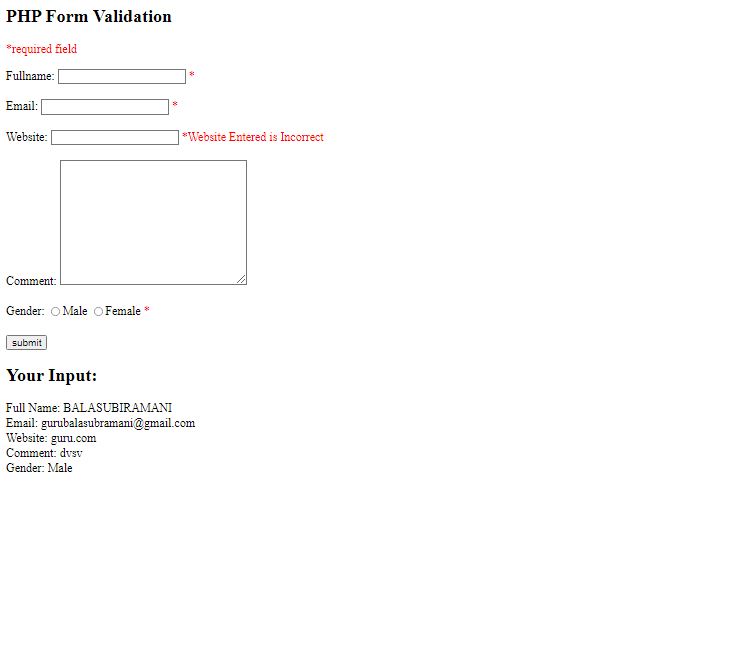 PHP Form Validation
*required field
Fullname: *
Email: *
Website: *Website Entered is Incorrect
Comment:
Gender: Male Female *
submit
Your Input:
Full Name: BALASUBIRAMANI
Email: gurubalasubramani@gmail.com
Website: guru.com
Comment: dvsv
Gender: Male